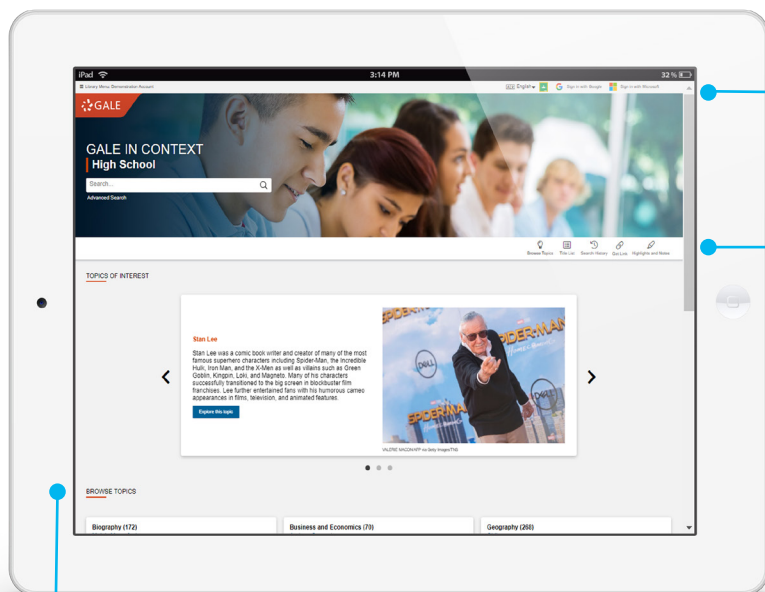 iPad 3:14 PM 32 %
Library Menu: Demonstration Account English Sign in with Google Sign in with Microsoft
GALE
GALE IN CONTEXT
High School
Search...
Advanced Search
Browse Topics Title List Search History Get Link Highlights and Notes
TOPICS OF INTEREST
Stan Lee
Stan Lee was a comic book writer and creator of many of the most
famous superhero characters including Spider-Man, the Incredible
Hulk, Iron Man, and the X-Men as well as villains such as Green
Goblin, Kingpin, Loki, and Magneto. Many of his characters
successfully transitioned to the big screen in blockbuster film
franchises. Lee further entertained fans with his humorous cameo
appearances in films, television, and animated features.
Explore this topic
SPIDER-MAN
DELL
SPIDER-MAN
VALERIE MACON/AFP via Getty Images/TNS
BROWSE TOPICS
Biography (172) Business and Economics (70) Geography (268)